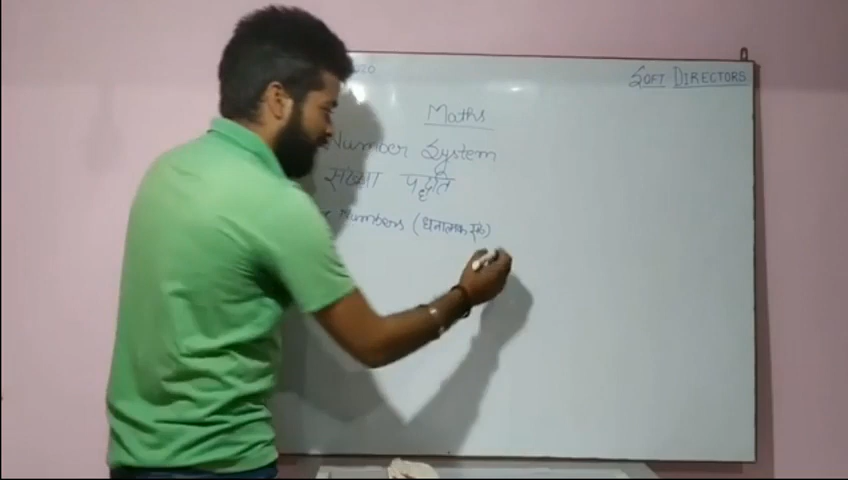 SOFT DIRECTORS
Maths
Number System
संख्या पद्धति
Numbers (धनात्मक